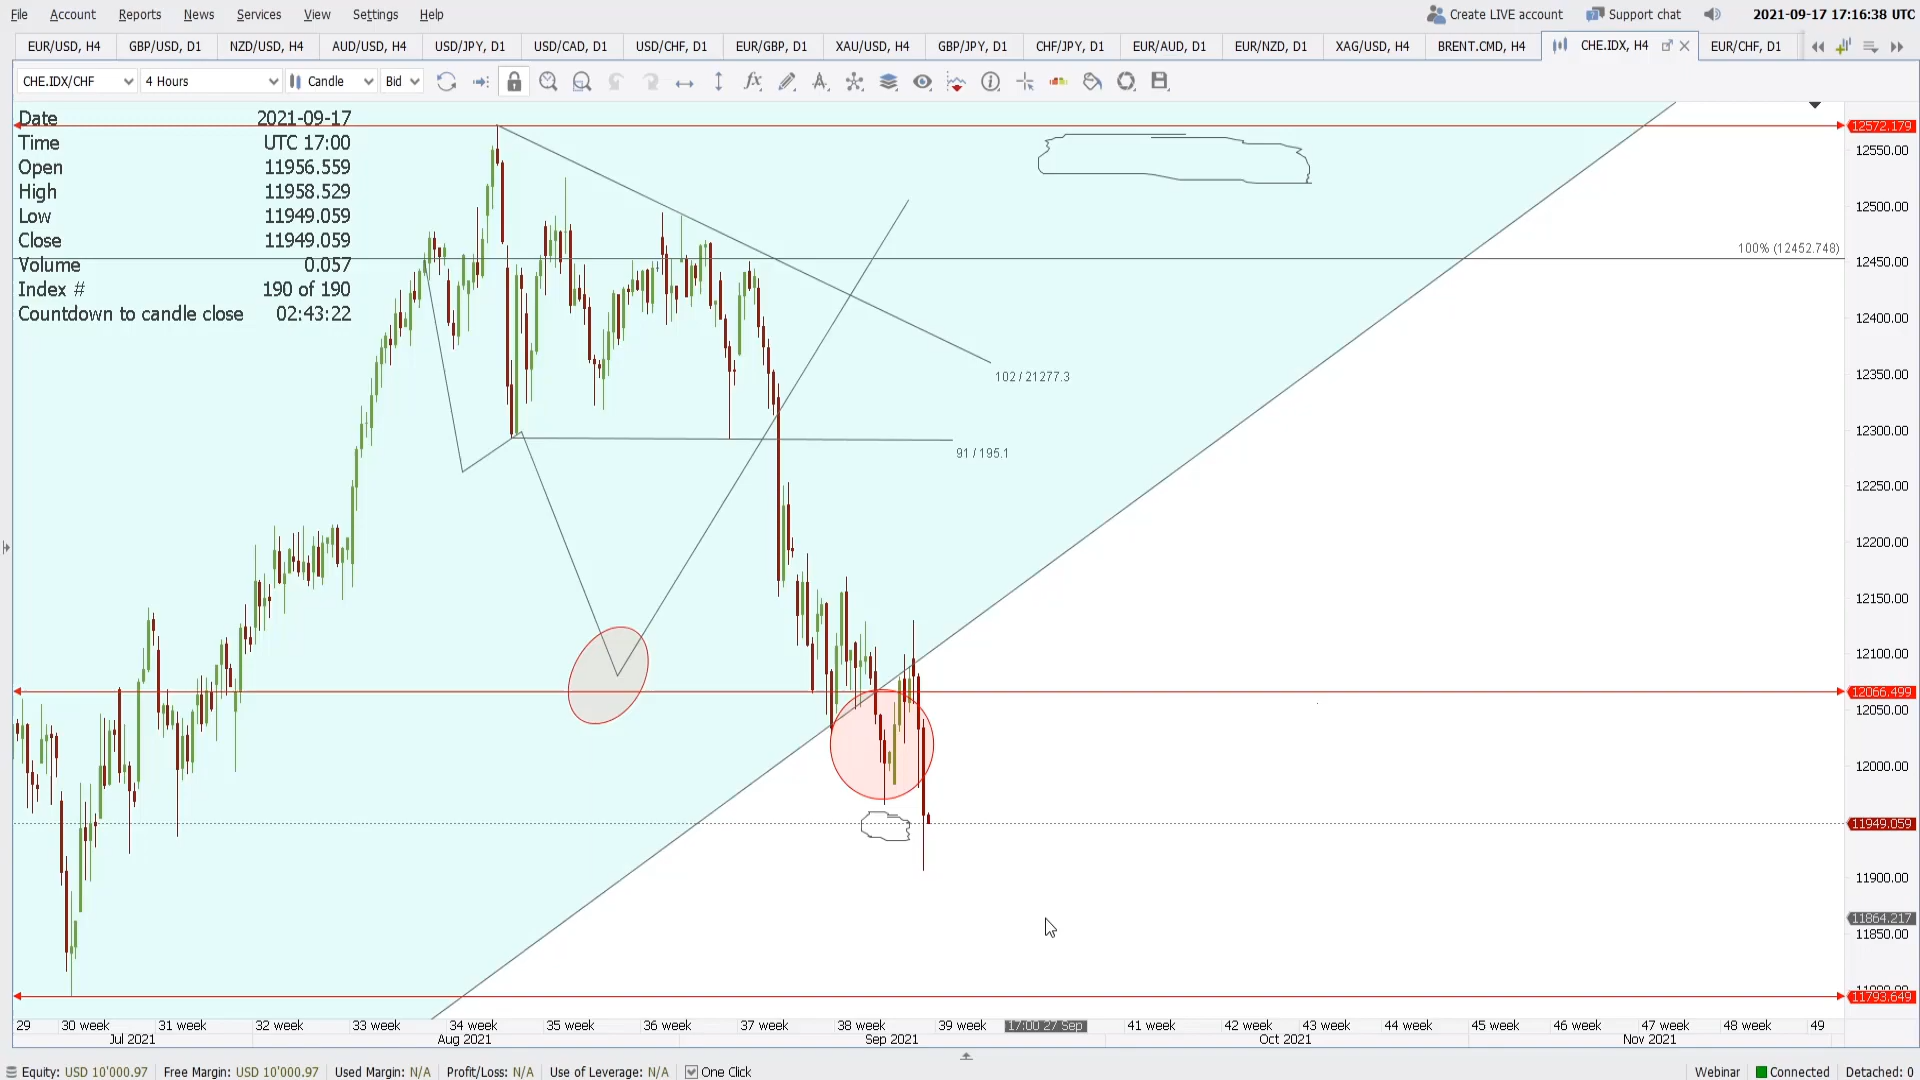 File Account Reports News Services View Settings Help Create LIVE account Support chat 2021-09-17 17:16:38 UTC
EUR/USD, H4 GBP/USD, D1 NZD/USD, H4 AUD/USD, H4 USD/JPY, D1 USD/CAD, D1 USD/CHF, D1 EUR/GBP, D1 XAU/USD, H4 GBP/JPY, D1 CHF/JPY, D1 EUR/AUD, D1 EUR/NZD, D1 XAG/USD, H4 BRENT.CMD, H4 CHE.IDX, H4 EUR/CHF, D1
CHE.IDX/CHF 4 Hours Candle Bid
Date 2021-09-17
Time UTC 17:00
Open 11956.559
High 11958.529
Low 11949.059
Close 11949.059
Volume 0.057
Index # 190 of 190
Countdown to candle close 02:43:22
12572.179
12550.00
12500.00
100% (12452.748)
12450.00
12400.00
12350.00
102 / 21277.3
12300.00
91 / 195.1
12250.00
12200.00
12150.00
12100.00
12066.499
12050.00
12000.00
11949.059
11900.00
11864.217
11850.00
11793.649
29 30 week 31 week 32 week 33 week 34 week 35 week 36 week 37 week 38 week 39 week 17:00 27 Sep 41 week 42 week 43 week 44 week 45 week 46 week 47 week 48 week 49
Jul 2021 Aug 2021 Sep 2021 Oct 2021 Nov 2021
Equity: USD 10'000.97 Free Margin: USD 10'000.97 Used Margin: N/A Profit/Loss: N/A Use of Leverage: N/A One Click Webinar Connected Detached: 0